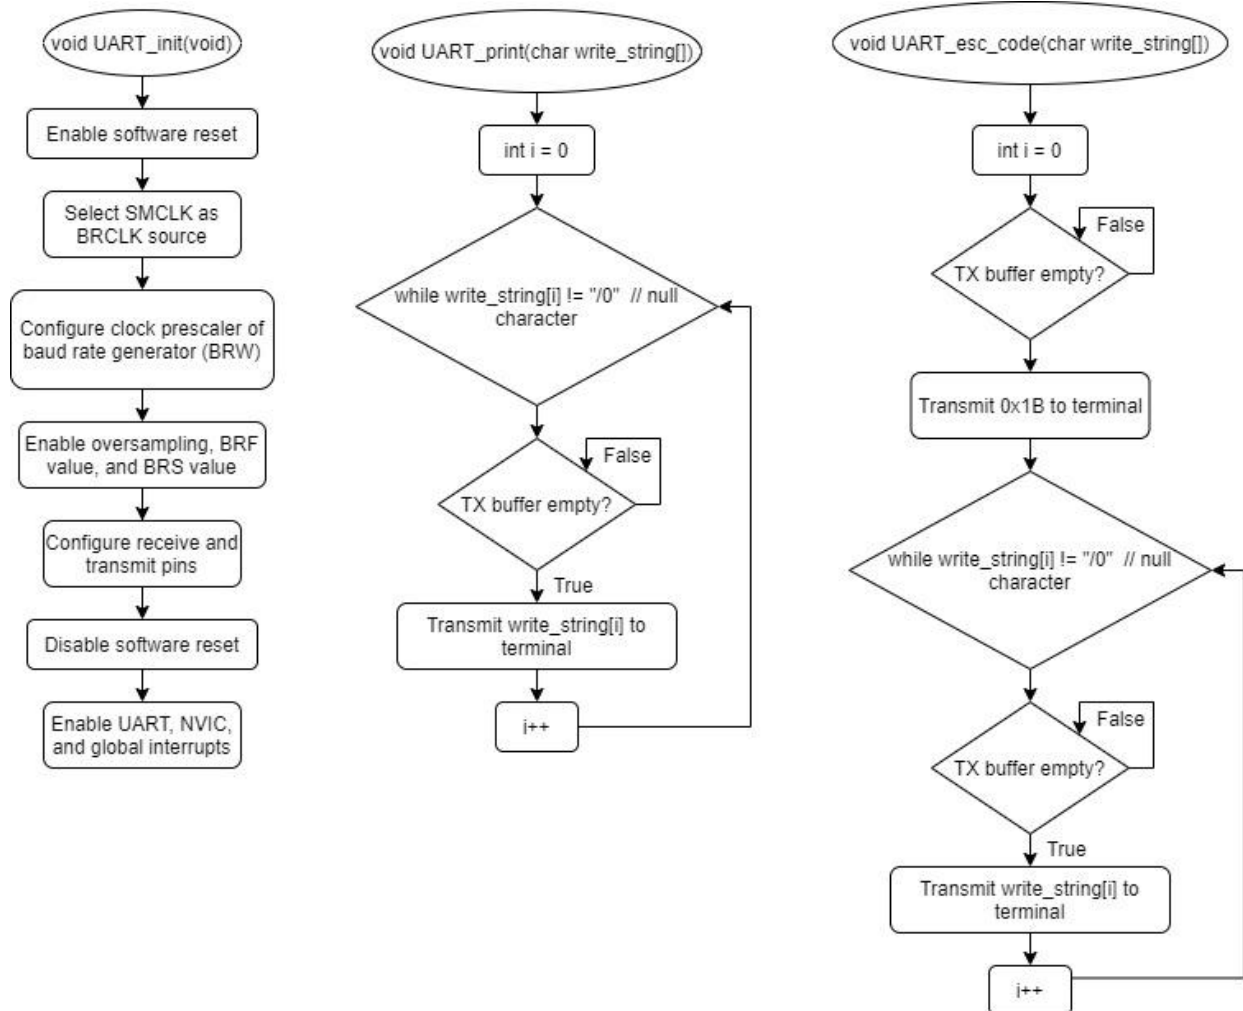 void UART_init(void)
Enable software reset
Select SMCLK as
BRCLK source
Configure clock prescaler of
baud rate generator (BRW)
Enable oversampling, BRF
value, and BRS value
Configure receive and
transmit pins
Disable software reset
Enable UART, NVIC,
and global interrupts
void UART_print(char write_string[])
int i = 0
while write_string[i] != "/0" // null
character
False
TX buffer empty?
True
Transmit write_string[i] to
terminal
i++
void UART_esc_code(char write_string[])
int i = 0
False
TX buffer empty?
Transmit 0x1B to terminal
while write_string[i] != "/0" // null
character
False
TX buffer empty?
True
Transmit write_string[i] to
terminal
i++